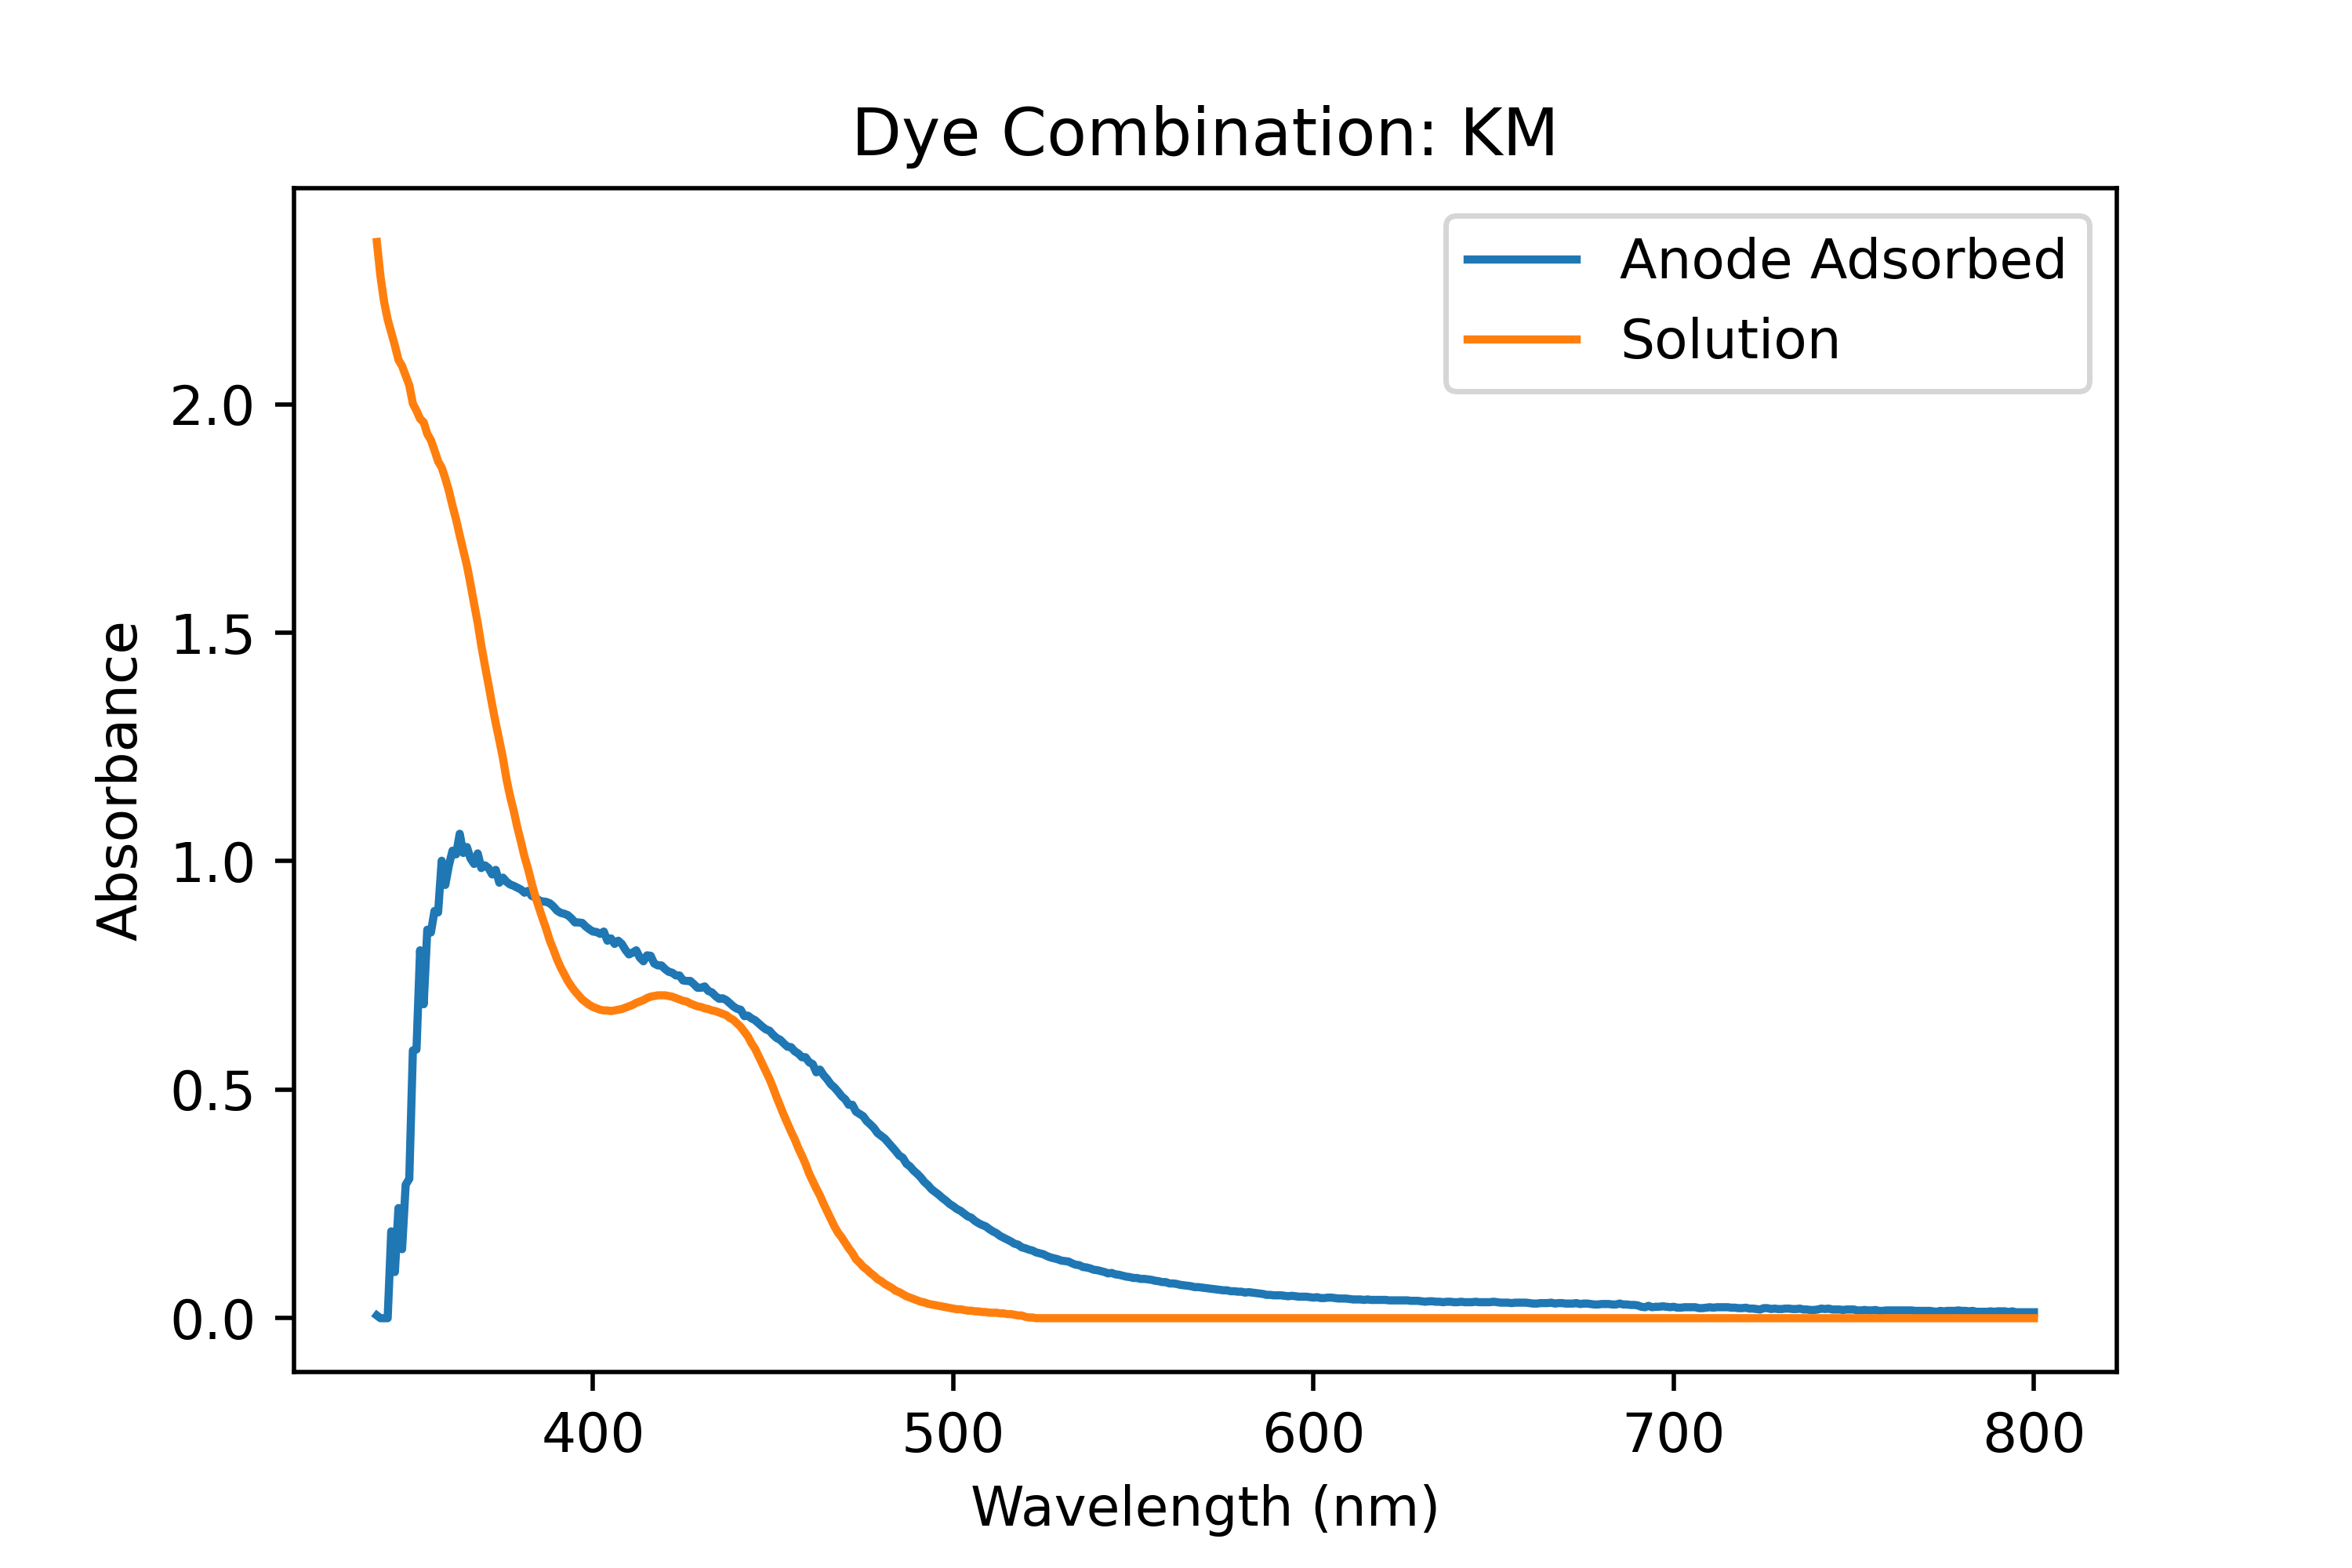 Dye Combination: KM
Anode Adsorbed
Solution
Absorbance
2.0
1.5
1.0
0.5
0.0
400 500 600 700 800
Wavelength (nm)